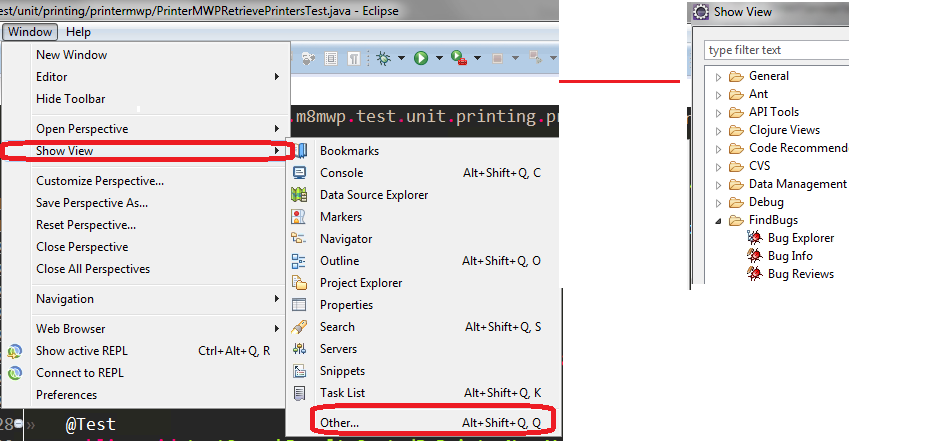 est/unit/printing/printermwp/PrinterMWPRetrievePrintersTest.java - Eclipse
Window Help
New Window
Editor
Hide Toolbar
Open Perspective
Show View
Customize Perspective...
Save Perspective As...
Reset Perspective...
Close Perspective
Close All Perspectives
Navigation
Web Browser
Show active REPL Ctrl+Alt+Q, R
Connect to REPL
Preferences
.m8mwp.test.unit.printing.pr
Bookmarks
Console Alt+Shift+Q, C
Data Source Explorer
Markers
Navigator
Outline Alt+Shift+Q, O
Project Explorer
Properties
Search Alt+Shift+Q, S
Servers
Snippets
Task List Alt+Shift+Q, K
Other... Alt+Shift+Q, Q
28 @Test
Show View
type filter text
General
Ant
API Tools
Clojure Views
Code Recommend
CVS
Data Management
Debug
FindBugs
Bug Explorer
Bug Info
Bug Reviews